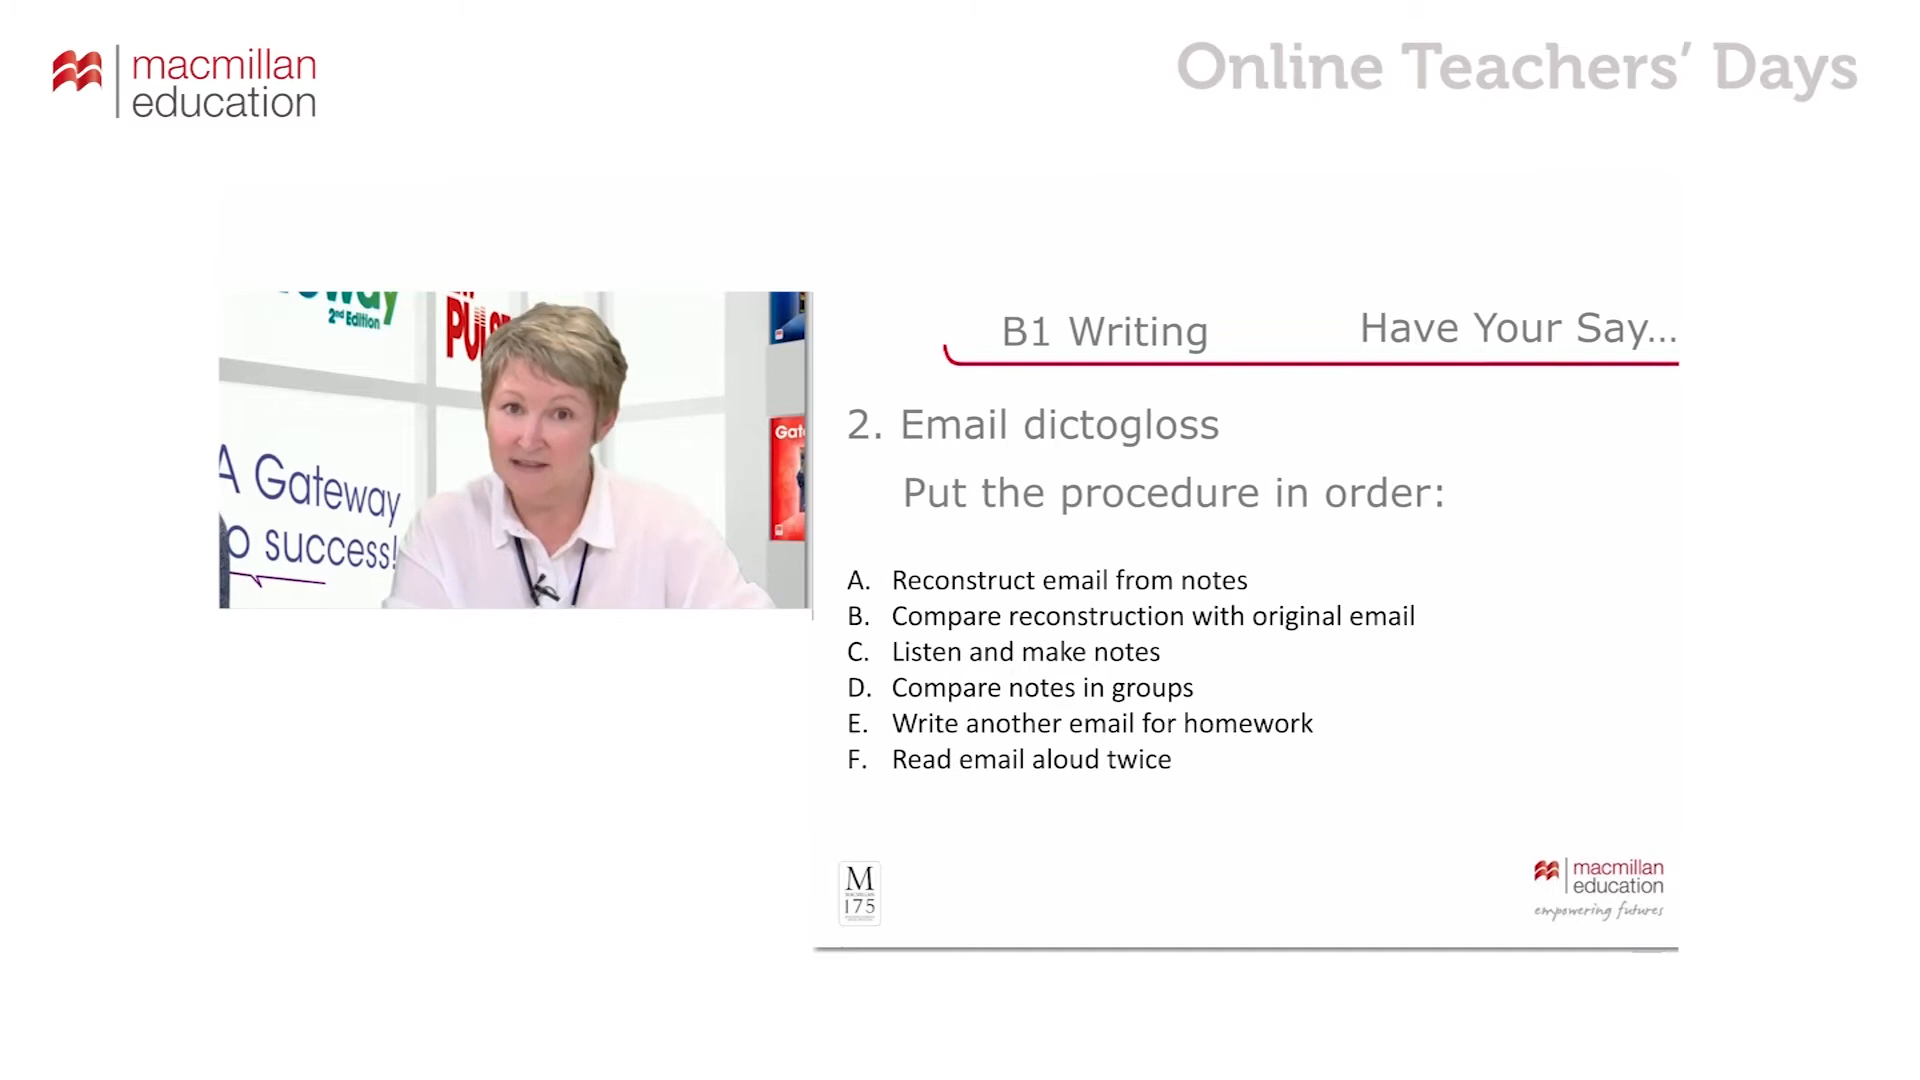 macmillan
education
Online Teachers' Days
2nd Edition
A Gateway
o success!
B1 Writing
Have Your Say...
2. Email dictogloss
Put the procedure in order:
A. Reconstruct email from notes
B. Compare reconstruction with original email
C. Listen and make notes
D. Compare notes in groups
E. Write another email for homework
F. Read email aloud twice
M
175
macmillan
education
empowering futures